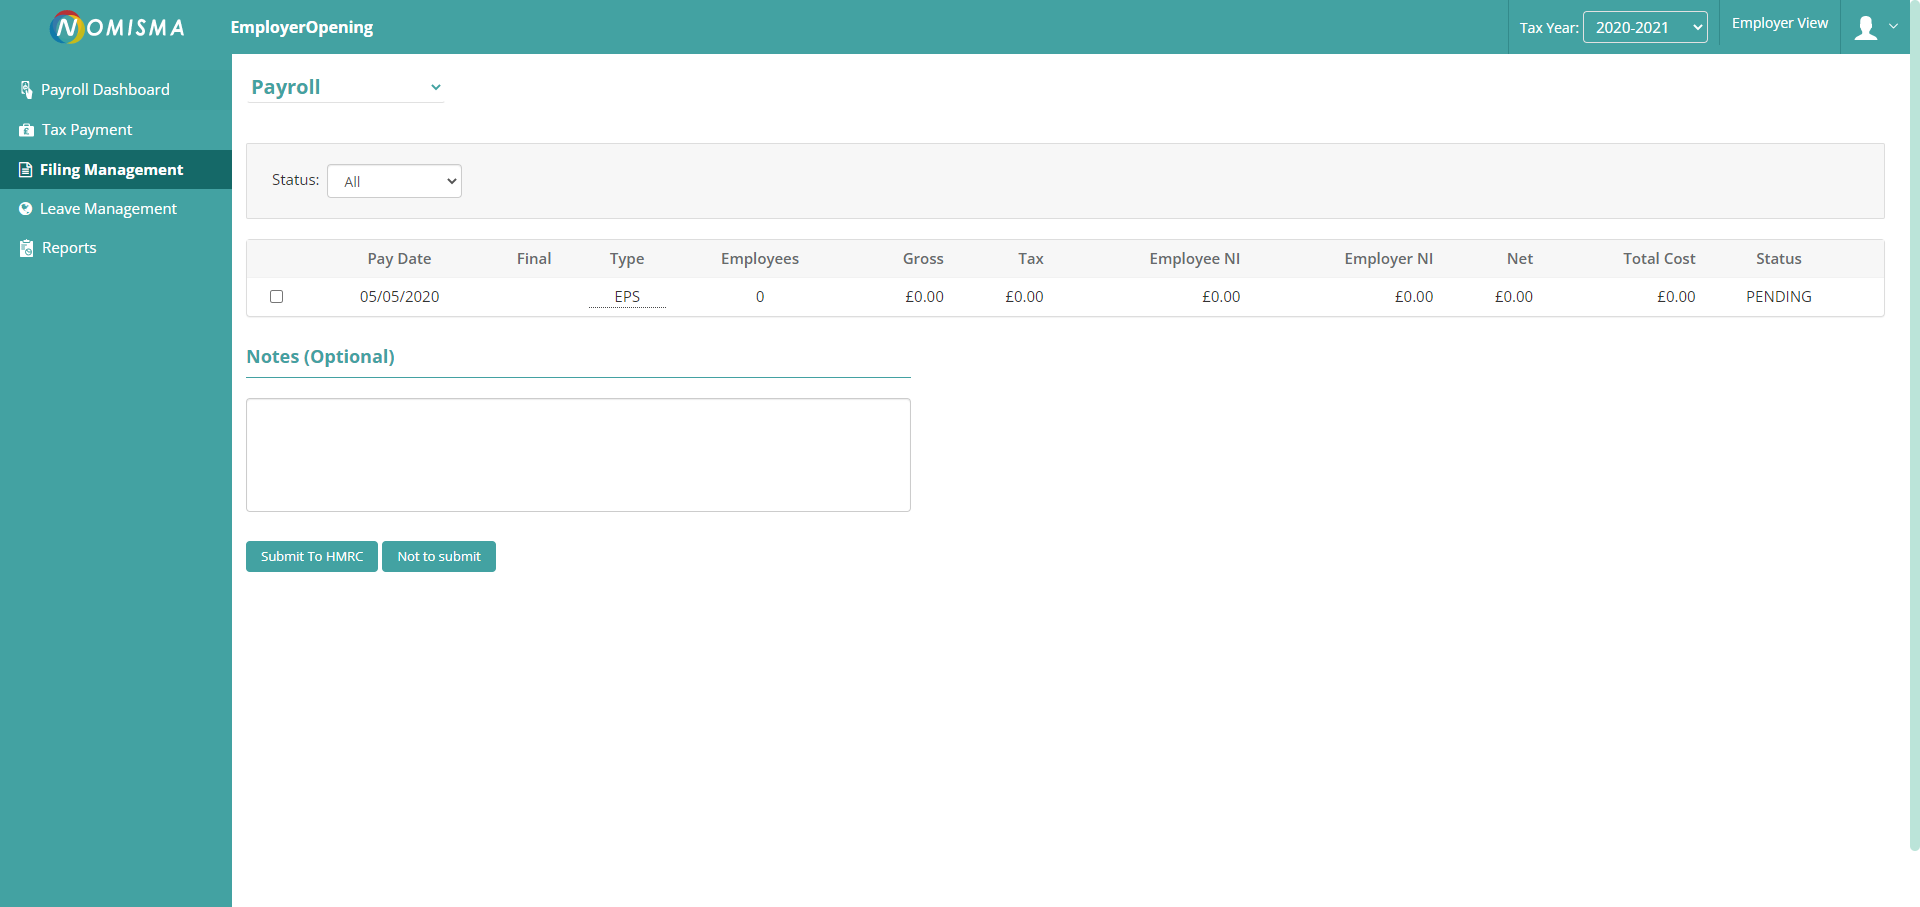 NOMISMA EmployerOpening Tax Year: 2020-2021 Employer View
Payroll Dashboard
Tax Payment
Filing Management
Leave Management
Reports
Payroll
Status: All
Pay Date Final Type Employees Gross Tax Employee NI Employer NI Net Total Cost Status
05/05/2020 EPS 0 £0.00 £0.00 £0.00 £0.00 £0.00 £0.00 PENDING
Notes (Optional)
Submit To HMRC Not to submit